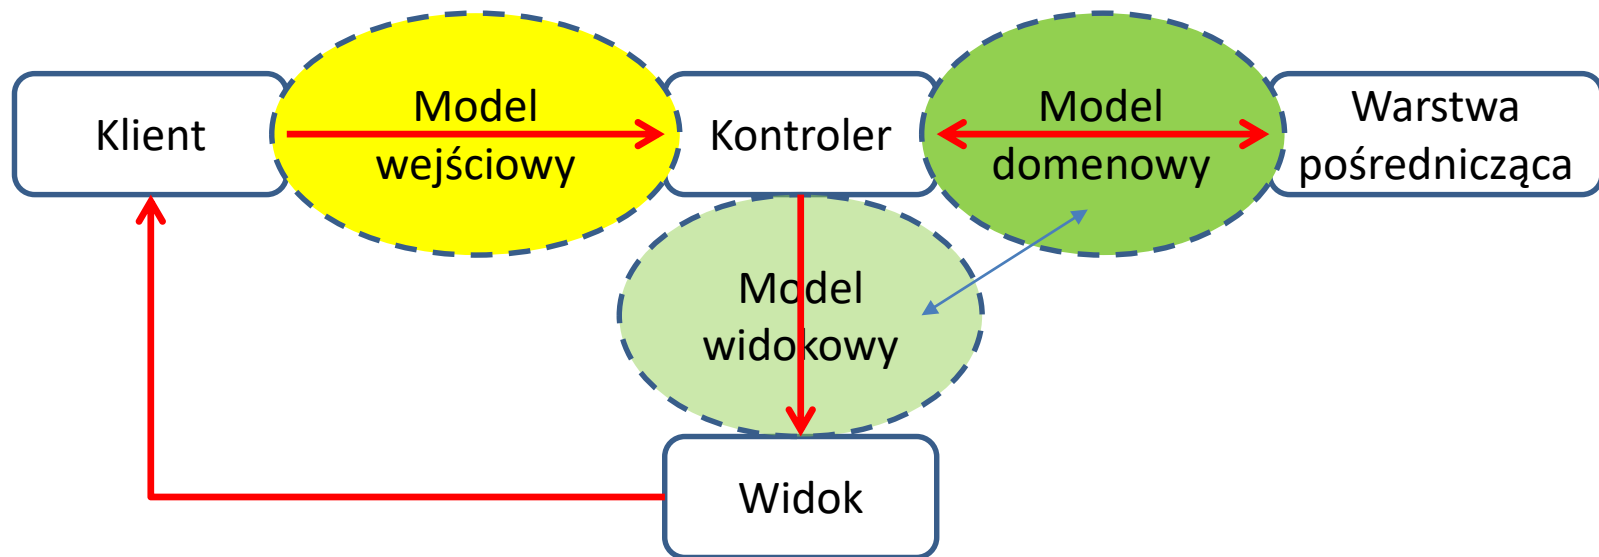 Klient
Model
wejściowy
Kontroler
Model
domenowy
Warstwa
pośrednicząca
Model
widokowy
Widok